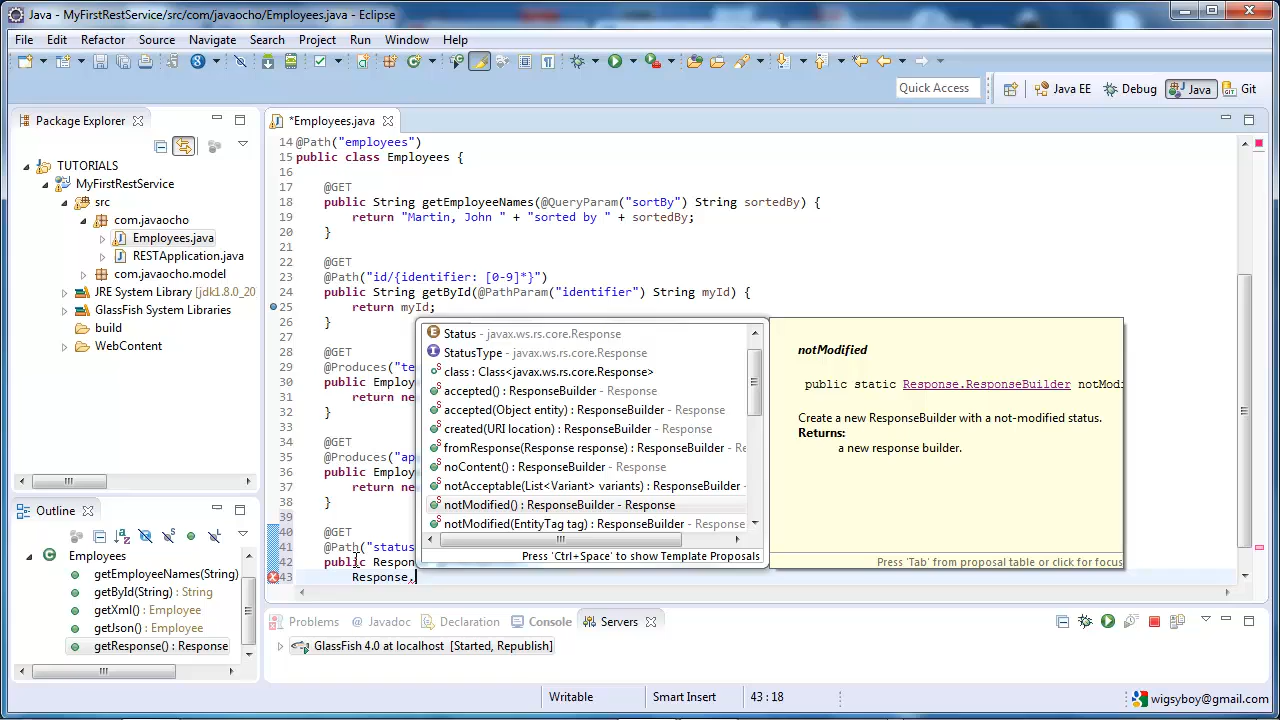 Java - MyFirstRestService/src/com/javaocho/Employees.java - Eclipse
File Edit Refactor Source Navigate Search Project Run Window Help
Quick Access
Java EE Debug Java Git
Package Explorer
*Employees.java
TUTORIALS
MyFirstRestService
src
com.javaocho
Employees.java
RESTApplication.java
com.javaocho.model
JRE System Library [jdk1.8.0_20
GlassFish System Libraries
build
WebContent
14 @Path("employees")
15 public class Employees {
16
17 @GET
18 public String getEmployeeNames(@QueryParam("sortBy") String sortedBy) {
19 return "Martin, John " + "sorted by " + sortedBy;
20 }
21
22 @GET
23 @Path("id/{identifier: [0-9]*}")
24 public String getById(@PathParam("identifier") String myId) {
25 return myId;
26 }
27
28 @GET
29 @Produces("te
30 public Employ
31 return ne
32 }
33
34 @GET
35 @Produces("ap
36 public Employ
37 return ne
38 }
39
40 @GET
41 @Path("status
42 public Respon
43 Response.
Status - javax.ws.rs.core.Response
StatusType - javax.ws.rs.core.Response
class : Class<javax.ws.rs.core.Response>
accepted() : ResponseBuilder - Response
accepted(Object entity) : ResponseBuilder - Response
created(URI location) : ResponseBuilder - Response
fromResponse(Response response) : ResponseBuilder - Response
noContent() : ResponseBuilder - Response
notAcceptable(List<Variant> variants) : ResponseBuilder -
notModified() : ResponseBuilder - Response
notModified(EntityTag tag) : ResponseBuilder - Response
Press 'Ctrl+Space' to show Template Proposals
notModified
public static Response.ResponseBuilder notModi
Create a new ResponseBuilder with a not-modified status.
Returns:
a new response builder.
Press 'Tab' from proposal table or click for focus
Outline
Employees
getEmployeeNames(String)
getById(String) : String
getXml() : Employee
getJson() : Employee
getResponse() : Response
Problems Javadoc Declaration Console Servers
GlassFish 4.0 at localhost [Started, Republish]
Writable Smart Insert 43 : 18
wigsyboy@gmail.com